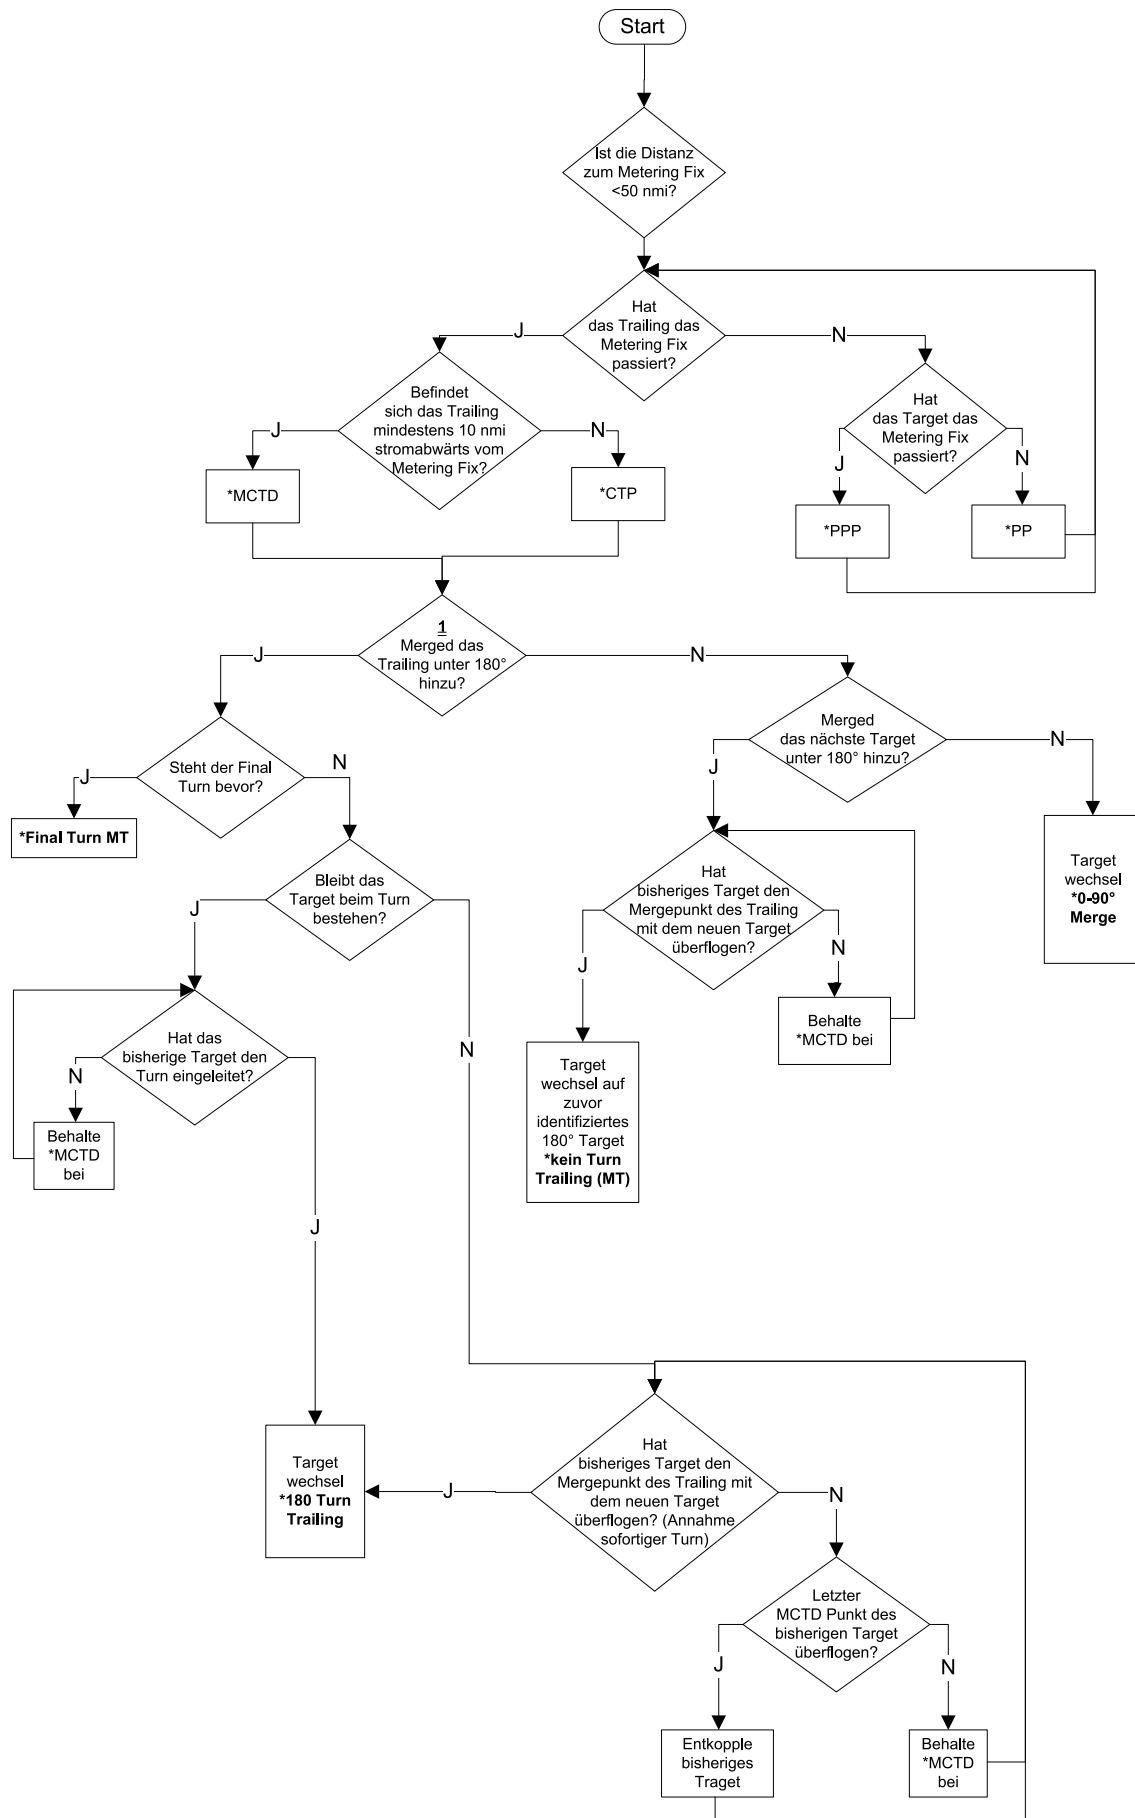 Start
Ist die Distanz
zum Metering Fix
<50 nmi?
Hat
das Trailing das
Metering Fix
passiert?
J
N
Befindet
sich das Trailing
mindestens 10 nmi
stromabwärts vom
Metering Fix?
Hat
das Target das
Metering Fix
passiert?
J
N
J
N
*MCTD
*CTP
*PPP
*PP
1
Merged das
Trailing unter 180°
hinzu?
J
N
Steht der Final
Turn bevor?
J
N
*Final Turn MT
Merged
das nächste Target
unter 180° hinzu?
J
N
Bleibt das
Target beim Turn
bestehen?
J
N
Hat
bisheriges Target den
Mergepunkt des Trailing
mit dem neuen Target
überflogen?
J
N
Target
wechsel
*0-90°
Merge
Hat das
bisherige Target den
Turn eingeleitet?
N
J
Behalte
*MCTD
bei
Behalte
*MCTD bei
Target
wechsel auf
zuvor
identifiziertes
180° Target
*kein Turn
Trailing (MT)
Target
wechsel
*180 Turn
Trailing
Hat
bisheriges Target den
Mergepunkt des Trailing mit
dem neuen Target
überflogen? (Annahme
sofortiger Turn)
J
N
Letzter
MCTD Punkt des
bisherigen Target
überflogen?
J
N
Entkopple
bisheriges
Traget
Behalte
*MCTD
bei